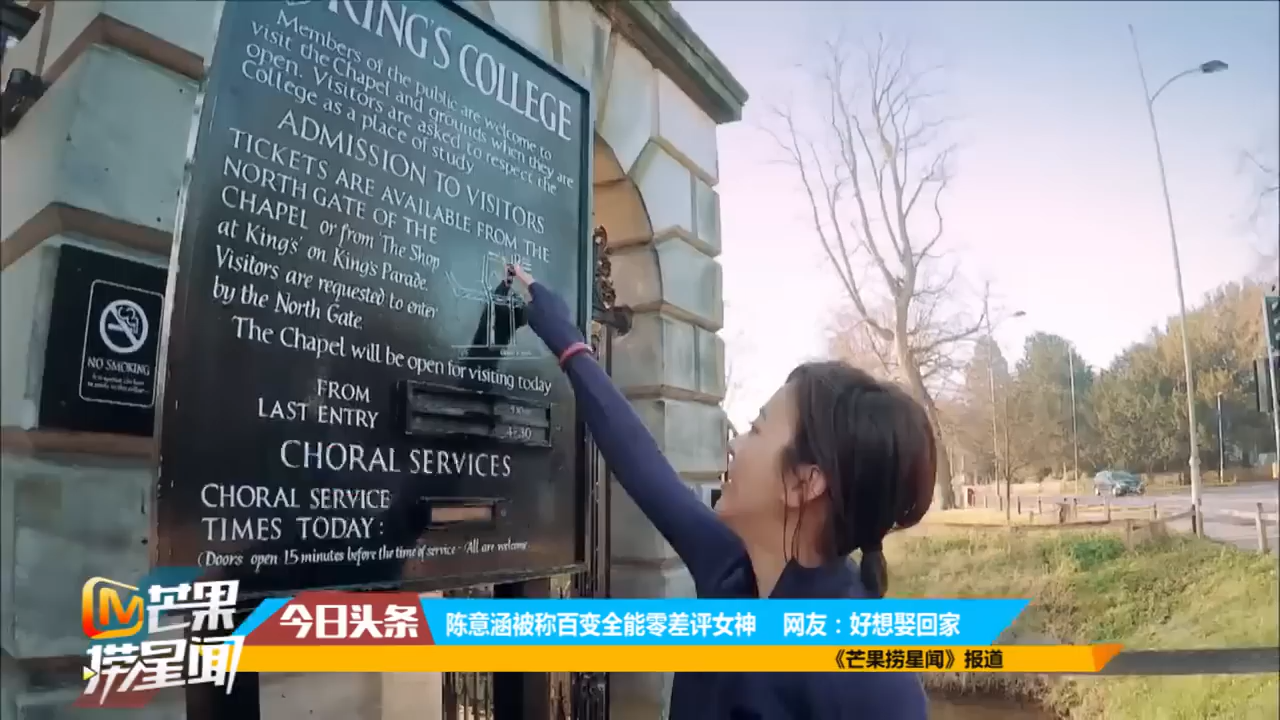 KING'S COLLEGE
Members of the public are welcome to
visit the Chapel and grounds when they are
open. Visitors are asked to respect the
College as a place of study
ADMISSION TO VISITORS
TICKETS ARE AVAILABLE FROM THE
NORTH GATE OF THE
CHAPEL or from 'The Shop
at King's' on King's Parade.
Visitors are requested to enter
by the North Gate.
The Chapel will be open for visiting today
FROM
LAST ENTRY
4-30
CHORAL SERVICES
CHORAL SERVICE
TIMES TODAY:
(Doors open 15 minutes before the time of service - All are welcome
NO SMOKING
芒果
捞星闻
今日头条
陈意涵被称百变全能零差评女神 网友：好想娶回家
《芒果捞星闻》报道